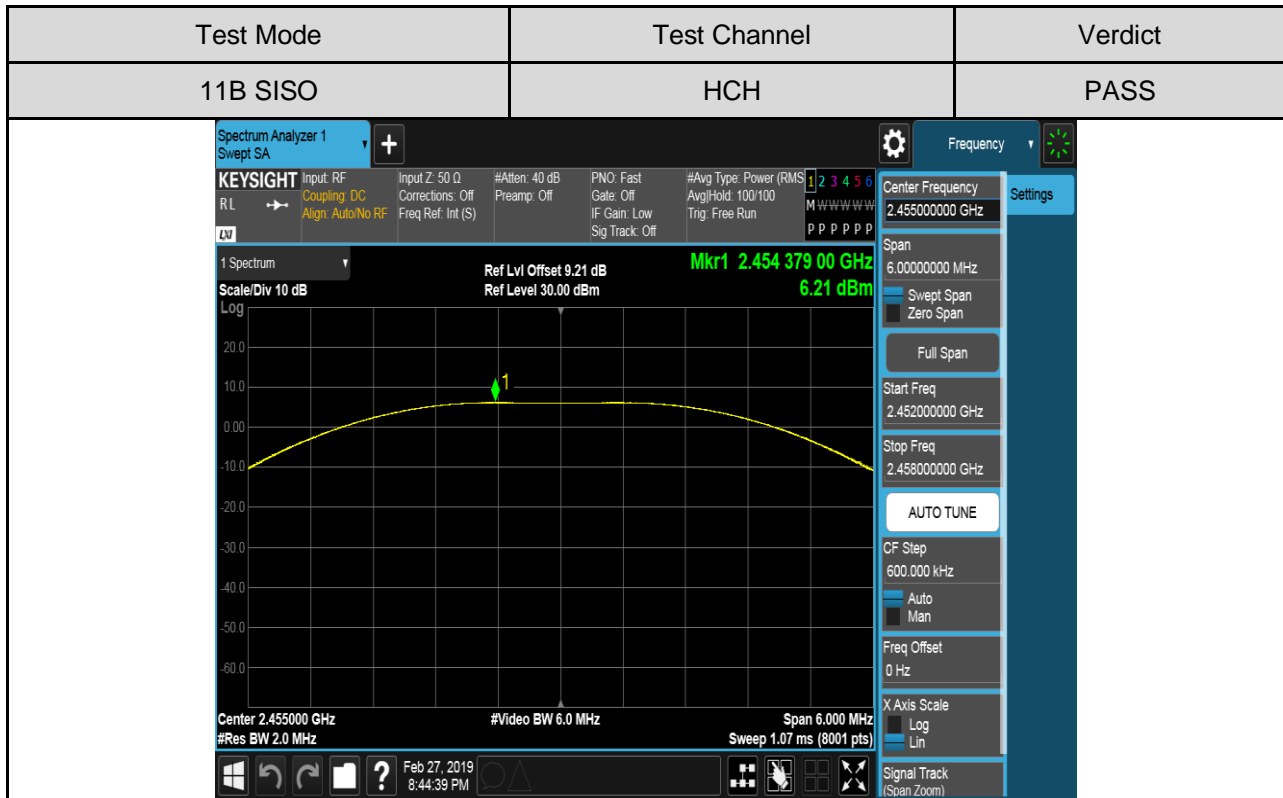 Test Mode Test Channel Verdict
11B SISO HCH PASS
Spectrum Analyzer 1
Swept SA
+
Frequency
KEYSIGHT
RL
LXI
Input: RF
Coupling: DC
Align: Auto/No RF
Input Z: 50 Ω
Corrections: Off
Freq Ref: Int (S)
#Atten: 40 dB
Preamp: Off
PNO: Fast
Gate: Off
IF Gain: Low
Sig Track: Off
#Avg Type: Power (RMS
Avg|Hold: 100/100
Trig: Free Run
1 2 3 4 5 6
M W W W W W
P P P P P P
1 Spectrum
Scale/Div 10 dB
Ref Lvl Offset 9.21 dB
Ref Level 30.00 dBm
Mkr1 2.454 379 00 GHz
6.21 dBm
Log
20.0
10.0
0.00
-10.0
-20.0
-30.0
-40.0
-50.0
-60.0
1
Center 2.455000 GHz
#Res BW 2.0 MHz
#Video BW 6.0 MHz
Span 6.000 MHz
Sweep 1.07 ms (8001 pts)
Center Frequency
2.455000000 GHz
Settings
Span
6.00000000 MHz
Swept Span
Zero Span
Full Span
Start Freq
2.452000000 GHz
Stop Freq
2.458000000 GHz
AUTO TUNE
CF Step
600.000 kHz
Auto
Man
Freq Offset
0 Hz
X Axis Scale
Log
Lin
Signal Track
(Span Zoom)
?
Feb 27, 2019
8:44:39 PM